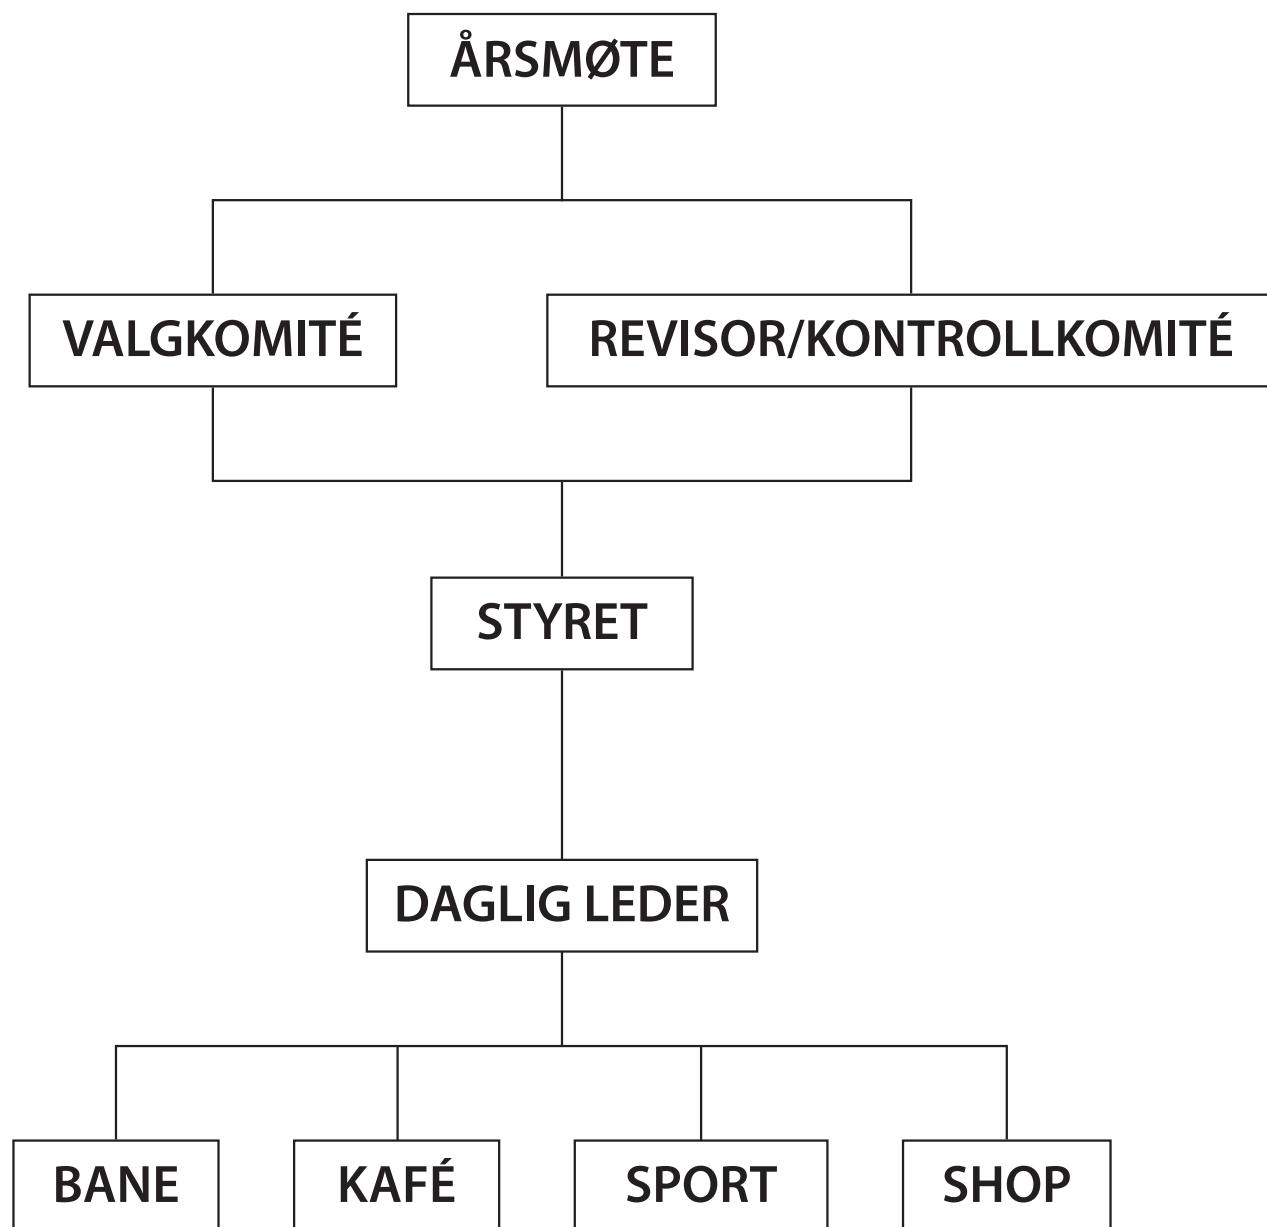 ÅRSMØTE
VALGKOMITÉ
REVISOR/KONTROLLKOMITÉ
STYRET
DAGLIG LEDER
BANE
KAFÉ
SPORT
SHOP